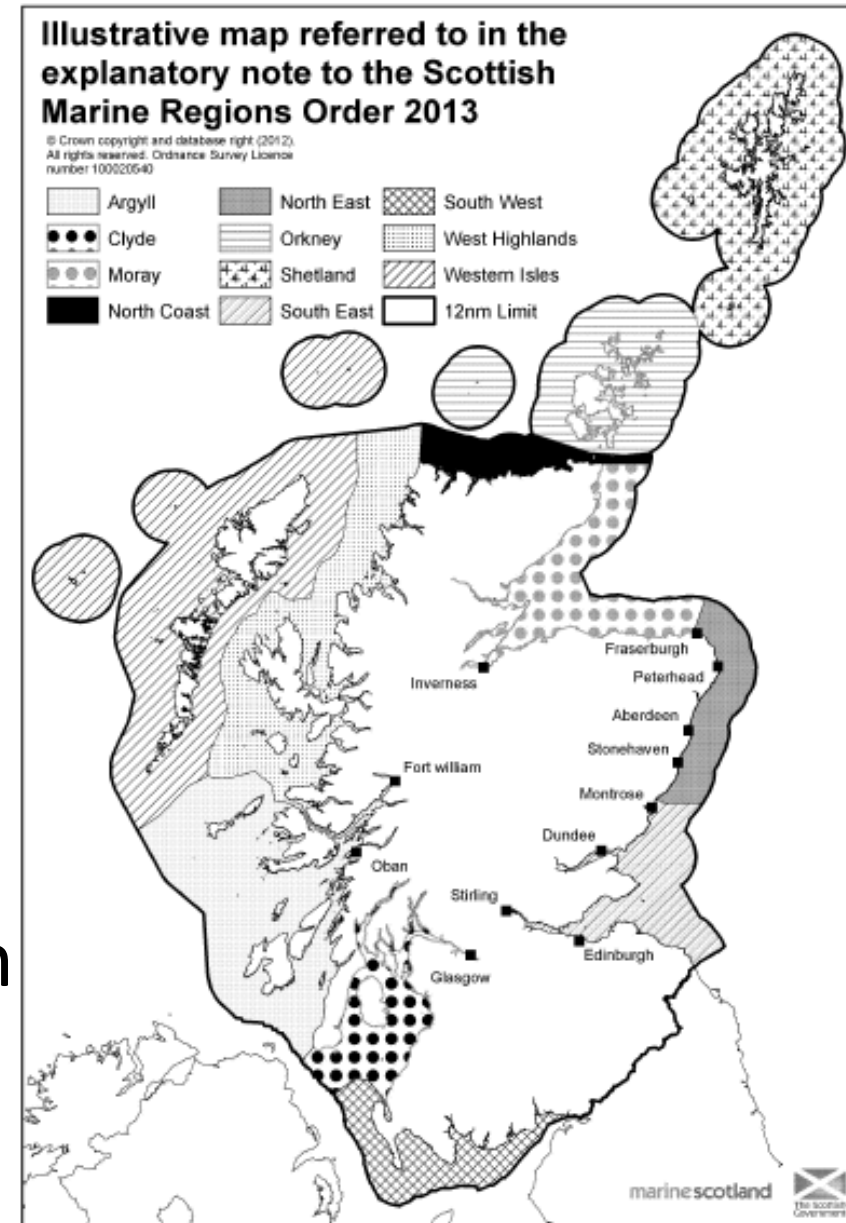 Illustrative map referred to in the
explanatory note to the Scottish
Marine Regions Order 2013
© Crown copyright and database right (2012).
All rights reserved. Ordnance Survey Licence
number 100020540
Argyll
North East
South West
Clyde
Orkney
West Highlands
Moray
Shetland
Western Isles
North Coast
South East
12nm Limit
Fraserburgh
Inverness
Peterhead
Aberdeen
Stonehaven
Fort william
Montrose
Dundee
Oban
Stirling
Edinburgh
Glasgow
n
marinescotland
The Scottish
Government